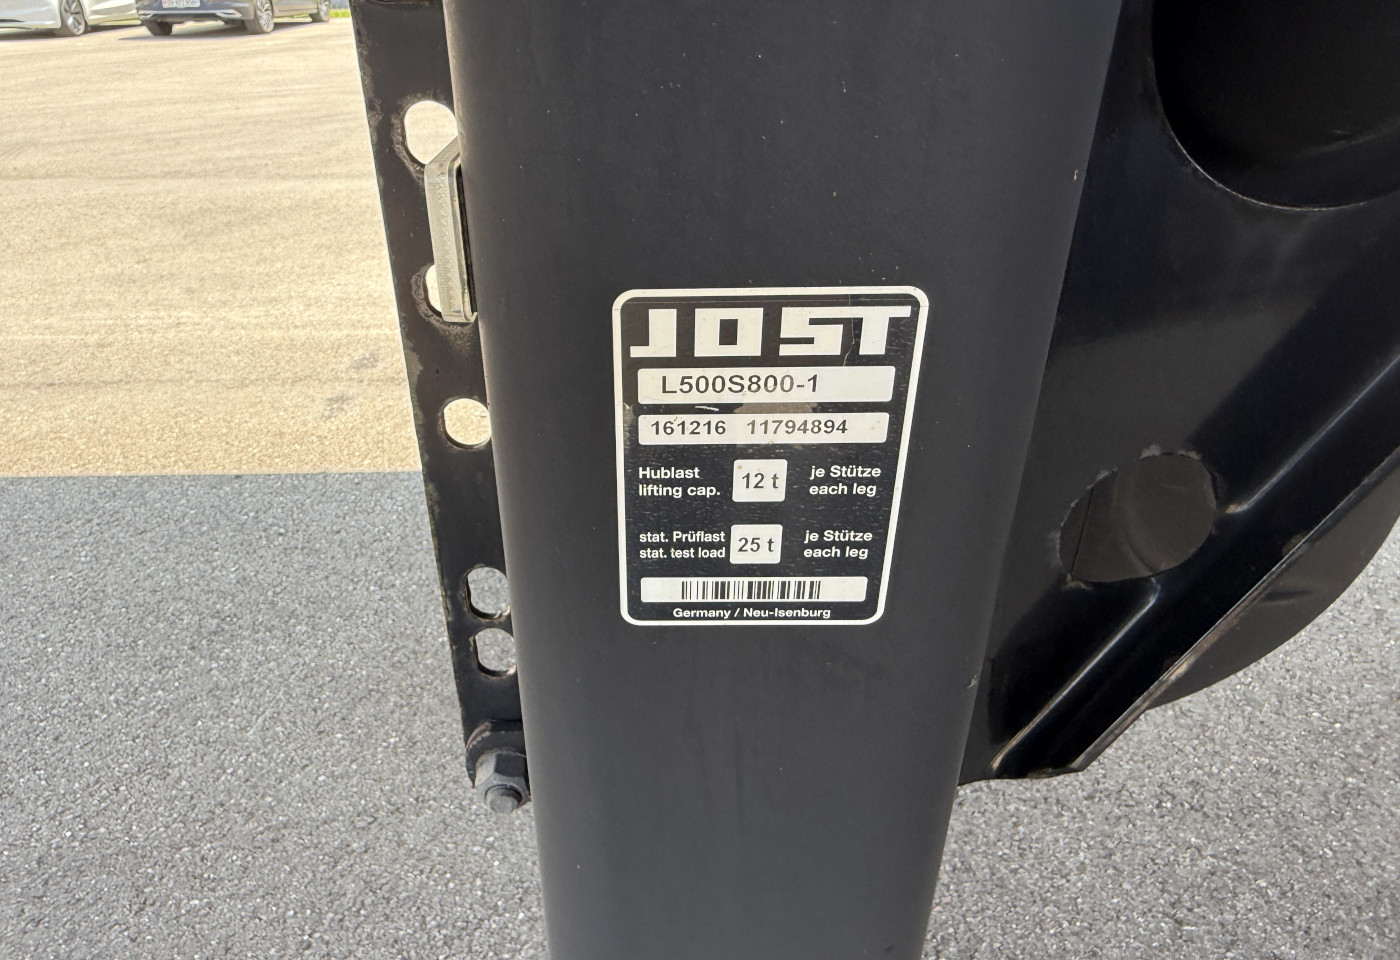 JOST
L500S800-1
161216 11794894
Hublast
lifting cap.
12 t
je Stütze
each leg
stat. Prüflast
stat. test load
25 t
je Stütze
each leg
Germany / Neu-Isenburg